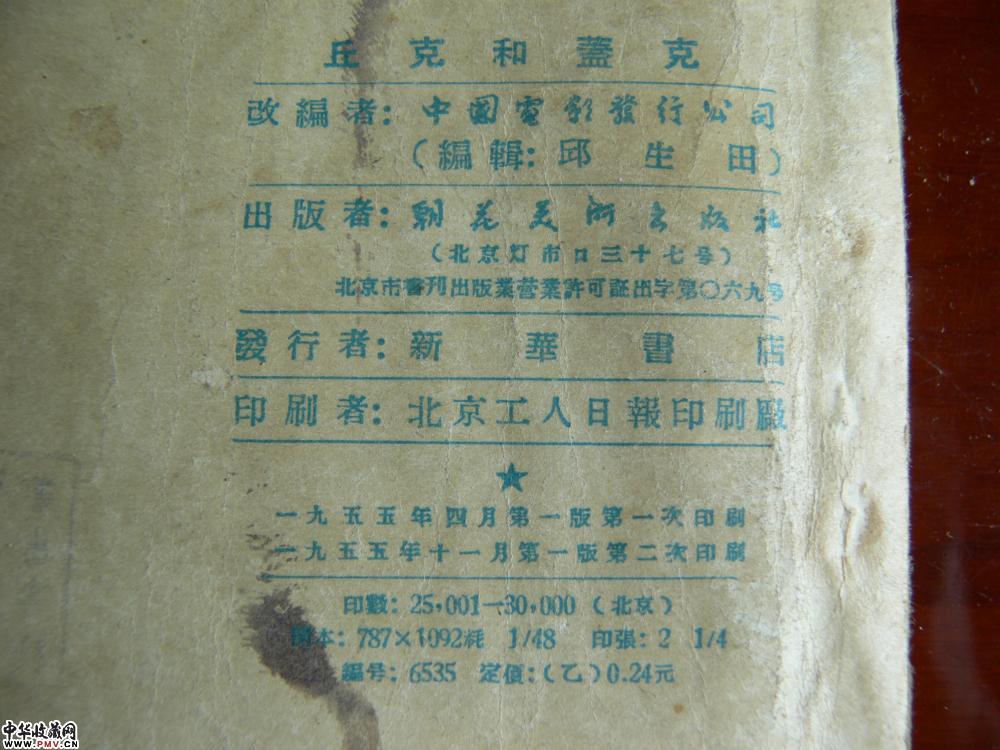 丘克和蓋克
改編者：中國電影發行公司
（編輯：邱生田）
出版者：朝花美術出版社
（北京灯市口三十七号）
北京市書刊出版業营業許可証出字第〇六九号
發行者：新華書店
印刷者：北京工人日報印刷廠
★
一九五五年四月第一版第一次印刷
一九五五年十一月第一版第二次印刷
印數：25,001—30,000（北京）
開本：787×1092粍 1/48 印張：2 1/4
編号：6535 定價：（乙）0.24元
中华收藏网
www.PMV.CN